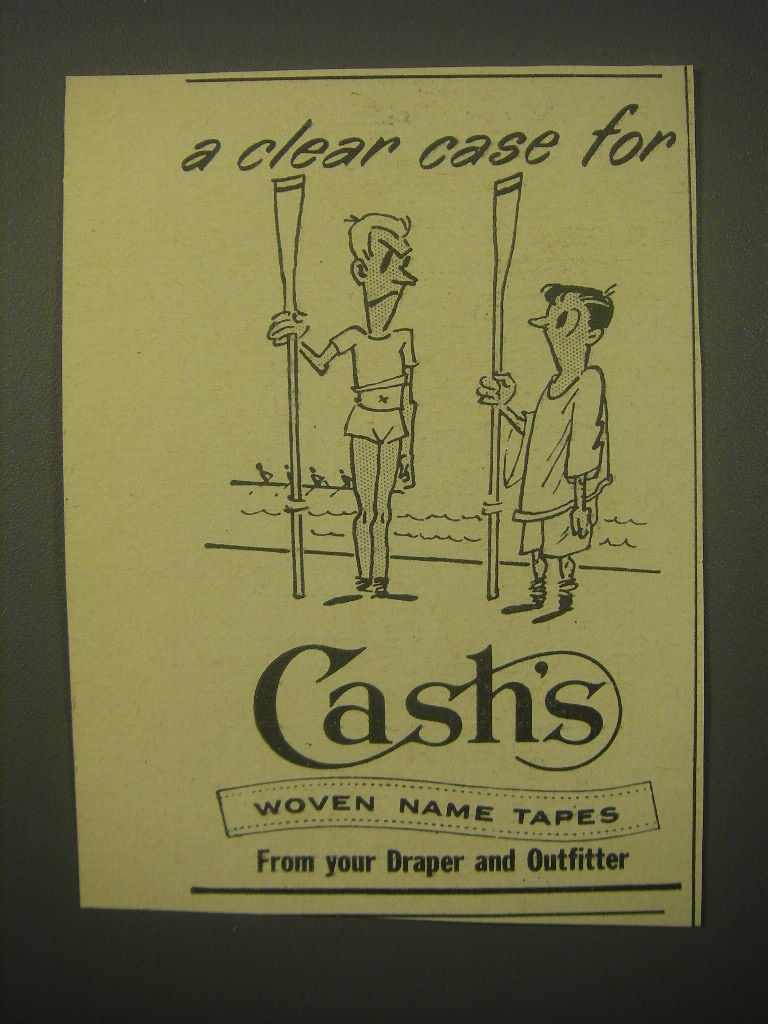 a clear case for
Cash's
WOVEN NAME TAPES
From your Draper and Outfitter